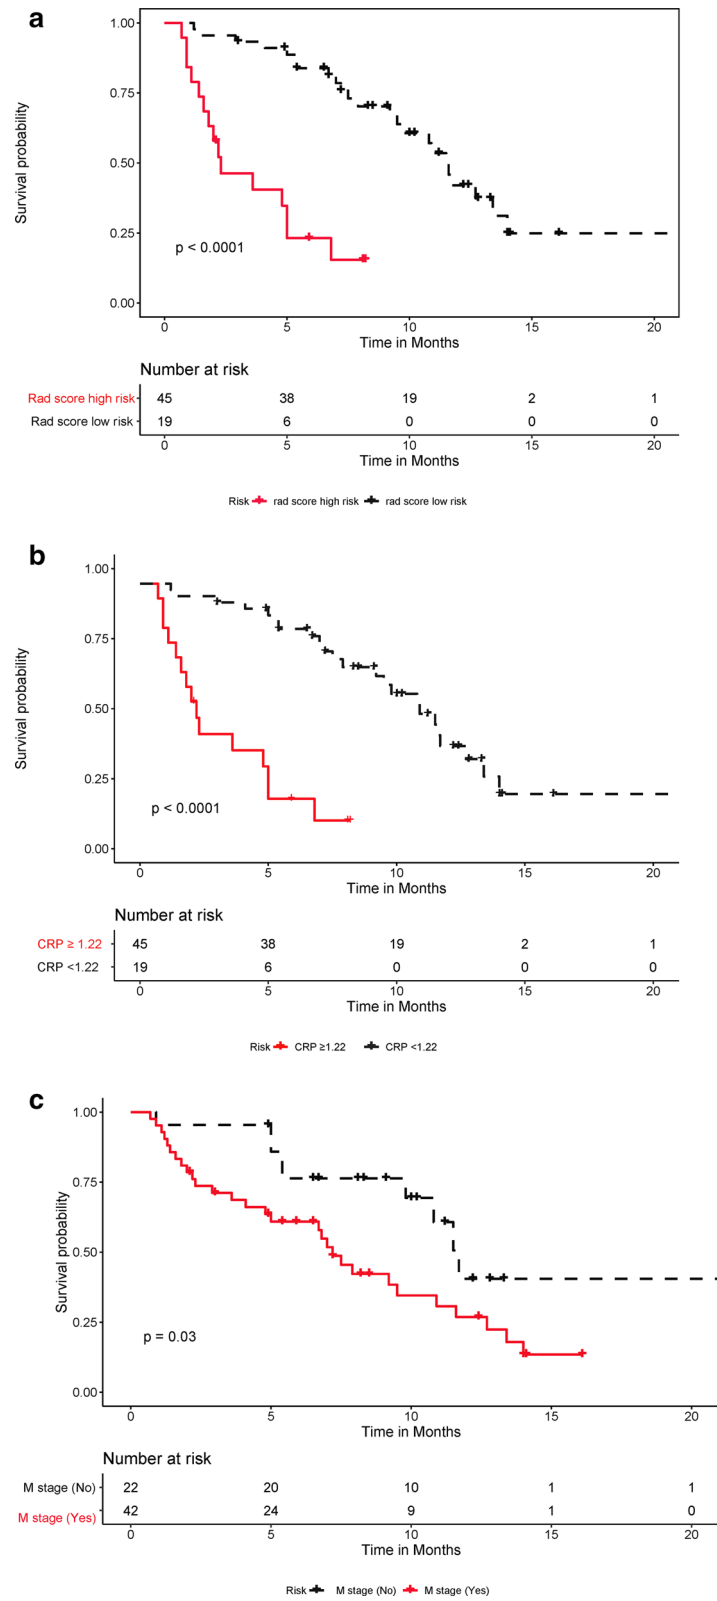 a
1.00
0.75
0.50
0.25
0.00
Survival probability
p < 0.0001
0 5 10 15 20
Time in Months
Number at risk
Rad score high risk 45 38 19 2 1
Rad score low risk 19 6 0 0 0
0 5 10 15 20
Time in Months
Risk rad score high risk rad score low risk
b
1.00
0.75
0.50
0.25
0.00
Survival probability
p < 0.0001
0 5 10 15 20
Time in Months
Number at risk
CRP ≥ 1.22 45 38 19 2 1
CRP <1.22 19 6 0 0 0
0 5 10 15 20
Time in Months
Risk CRP ≥1.22 CRP <1.22
c
1.00
0.75
0.50
0.25
0.00
Survival probability
p = 0.03
0 5 10 15 20
Time in Months
Number at risk
M stage (No) 22 20 10 1 1
M stage (Yes) 42 24 9 1 0
0 5 10 15 20
Time in Months
Risk M stage (No) M stage (Yes)